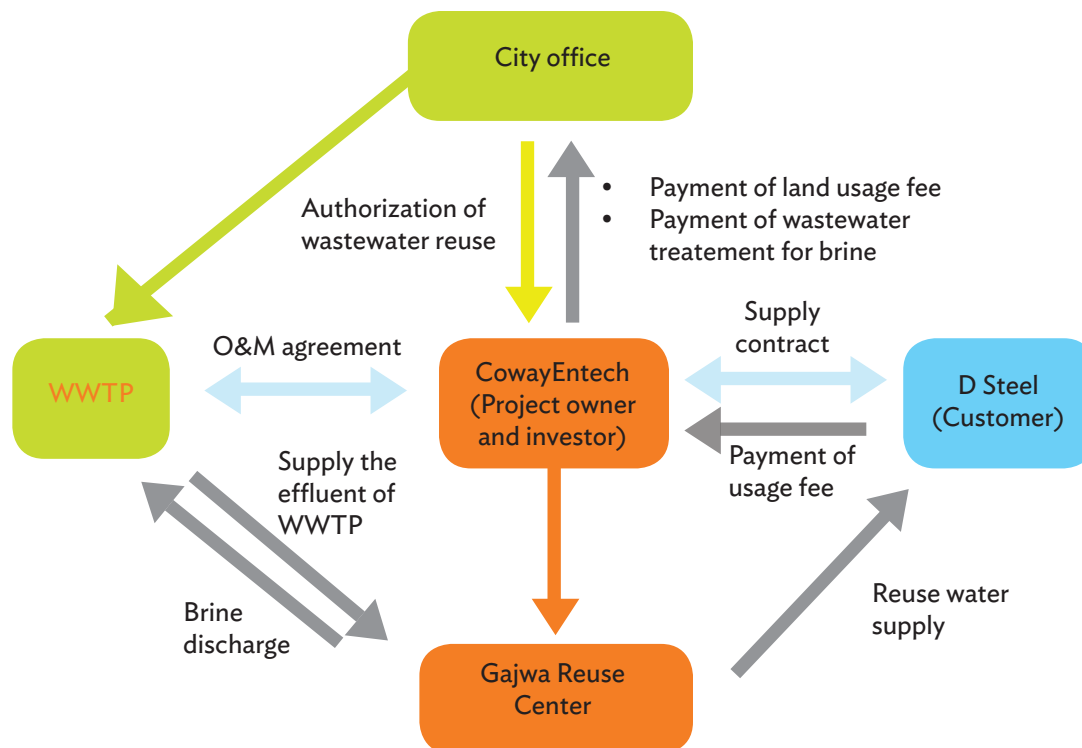 City office
Authorization of
wastewater reuse
• Payment of land usage fee
• Payment of wastewater
treatement for brine
WWTP
O&M agreement
CowayEntech
(Project owner
and investor)
Supply
contract
D Steel
(Customer)
Payment of
usage fee
Supply the
effluent of
WWTP
Brine
discharge
Reuse water
supply
Gajwa Reuse
Center